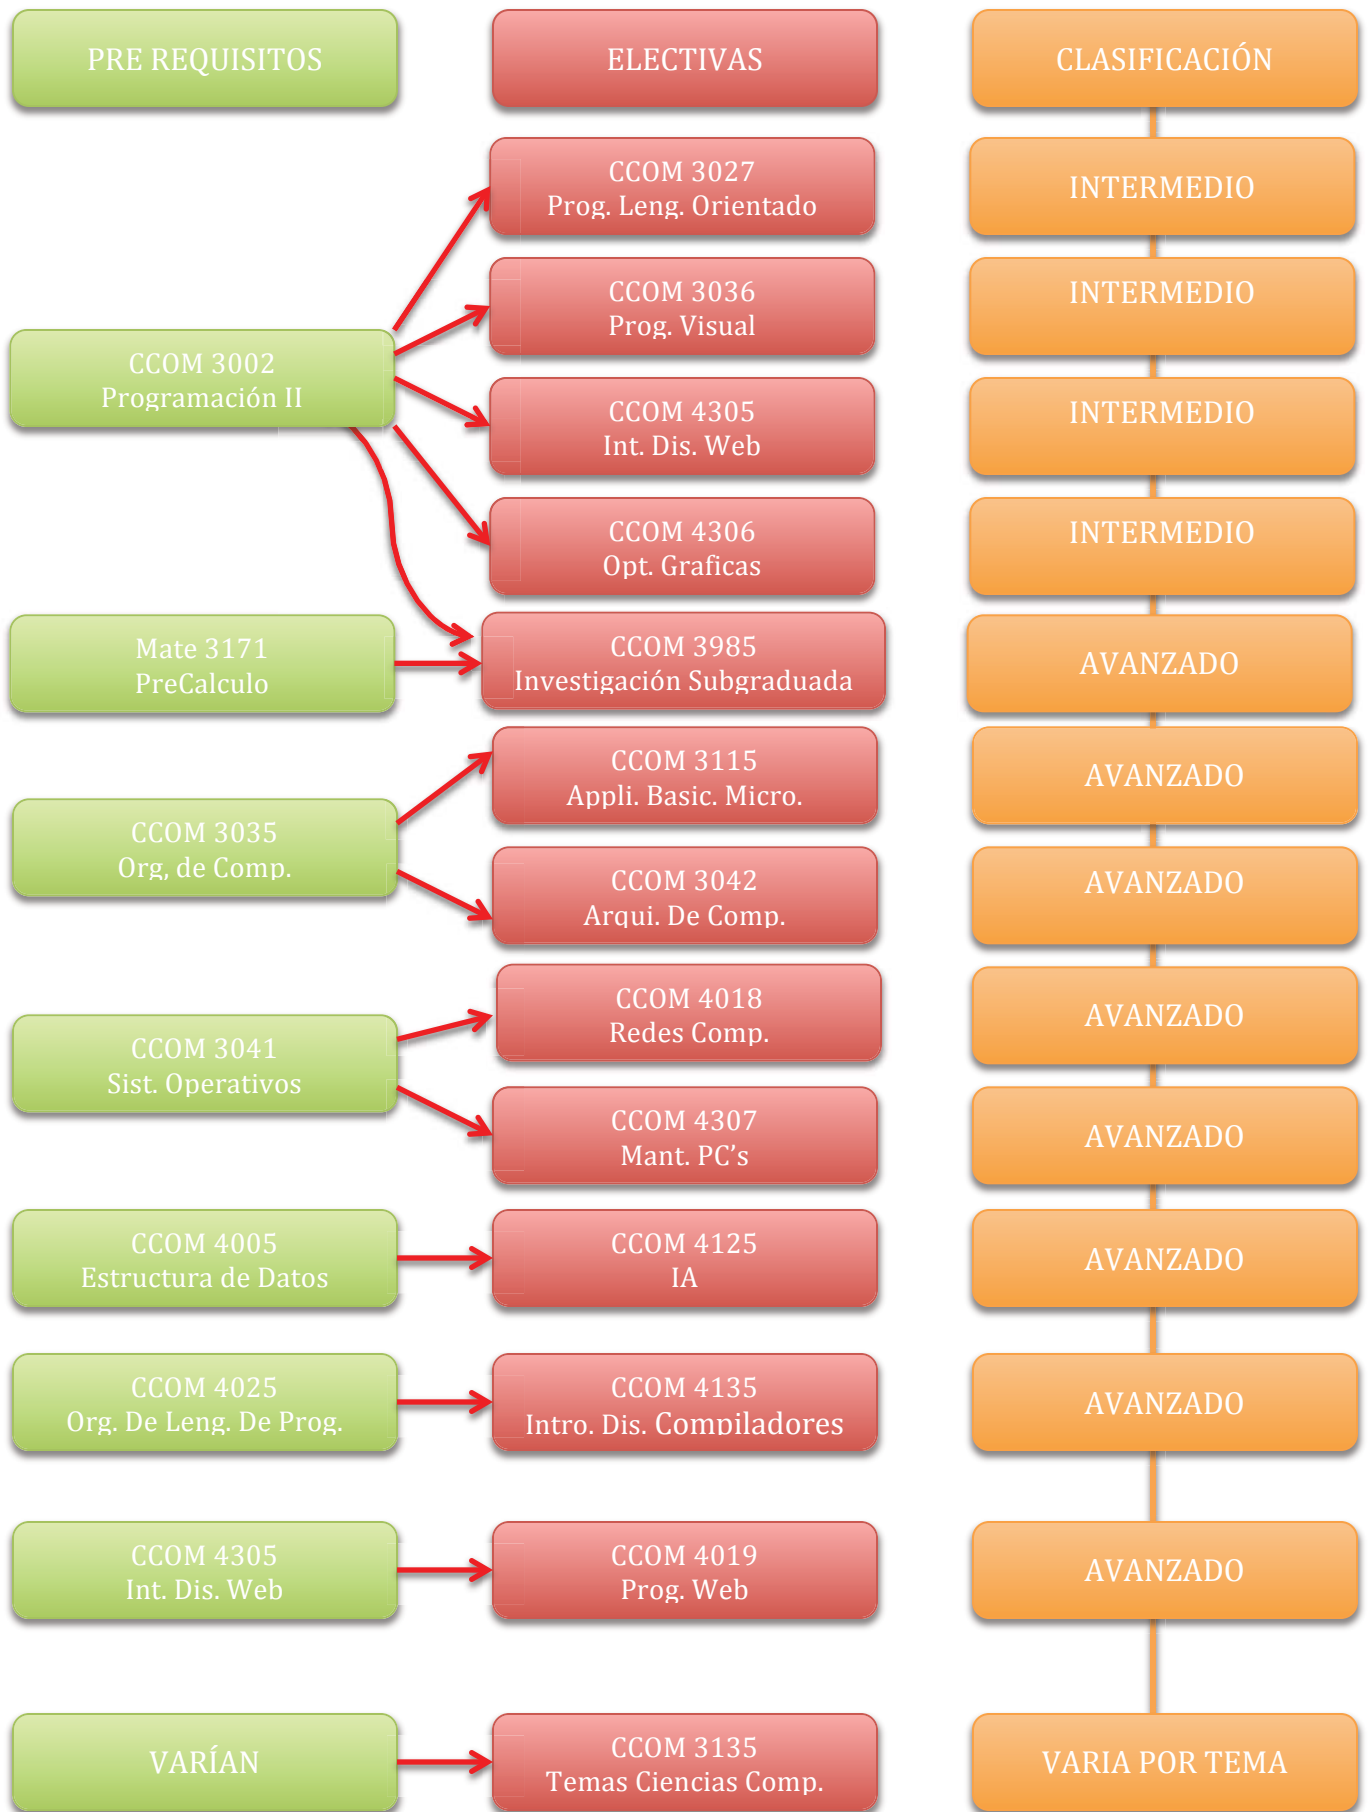 PRE REQUISITOS
ELECTIVAS
CLASIFICACIÓN
CCOM 3027
Prog. Leng. Orientado
INTERMEDIO
CCOM 3036
Prog. Visual
INTERMEDIO
CCOM 3002
Programación II
CCOM 4305
Int. Dis. Web
INTERMEDIO
CCOM 4306
Opt. Graficas
INTERMEDIO
Mate 3171
PreCalculo
CCOM 3985
Investigación Subgraduada
AVANZADO
CCOM 3035
Org, de Comp.
CCOM 3115
Appli. Basic. Micro.
AVANZADO
CCOM 3042
Arqui. De Comp.
AVANZADO
CCOM 3041
Sist. Operativos
CCOM 4018
Redes Comp.
AVANZADO
CCOM 4307
Mant. PC’s
AVANZADO
CCOM 4005
Estructura de Datos
CCOM 4125
IA
AVANZADO
CCOM 4025
Org. De Leng. De Prog.
CCOM 4135
Intro. Dis. Compiladores
AVANZADO
CCOM 4305
Int. Dis. Web
CCOM 4019
Prog. Web
AVANZADO
VARÍAN
CCOM 3135
Temas Ciencias Comp.
VARIA POR TEMA